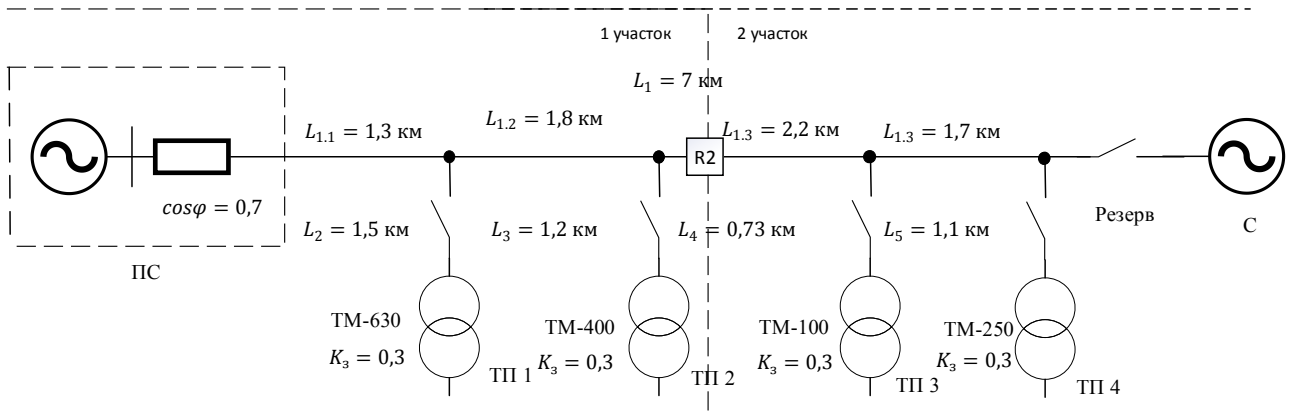 1 участок
2 участок
L₁ = 7 км
L₁.₁ = 1,3 км
L₁.₂ = 1,8 км
R2
L₁.₃ = 2,2 км
L₁.₃ = 1,7 км
cosφ = 0,7
ПС
L₂ = 1,5 км
L₃ = 1,2 км
L₄ = 0,73 км
L₅ = 1,1 км
Резерв
С
ТМ-630
Kз = 0,3
ТП 1
ТМ-400
Kз = 0,3
ТП 2
ТМ-100
Kз = 0,3
ТП 3
ТМ-250
Kз = 0,3
ТП 4